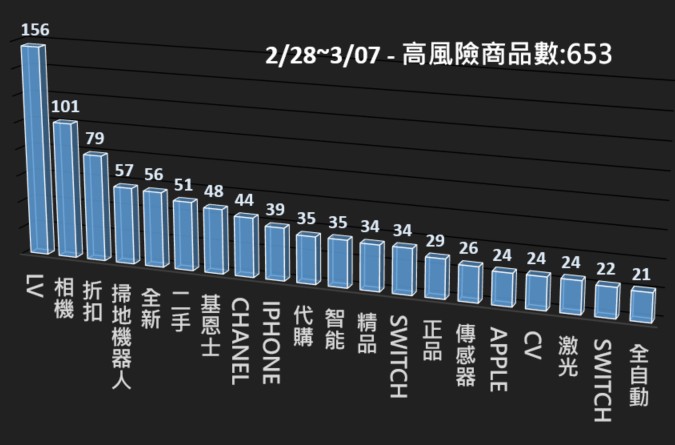 2/28~3/07 - 高風險商品數:653
156
101
79
57
56
51
48
44
39
35
35
34
34
29
26
24
24
24
22
21
LV
相機
折扣
掃地機器人
全新
二手
基恩士
CHANEL
IPHONE
代購
智能
精品
SWITCH
正品
傳感器
APPLE
CV
激光
SWITCH
全自動